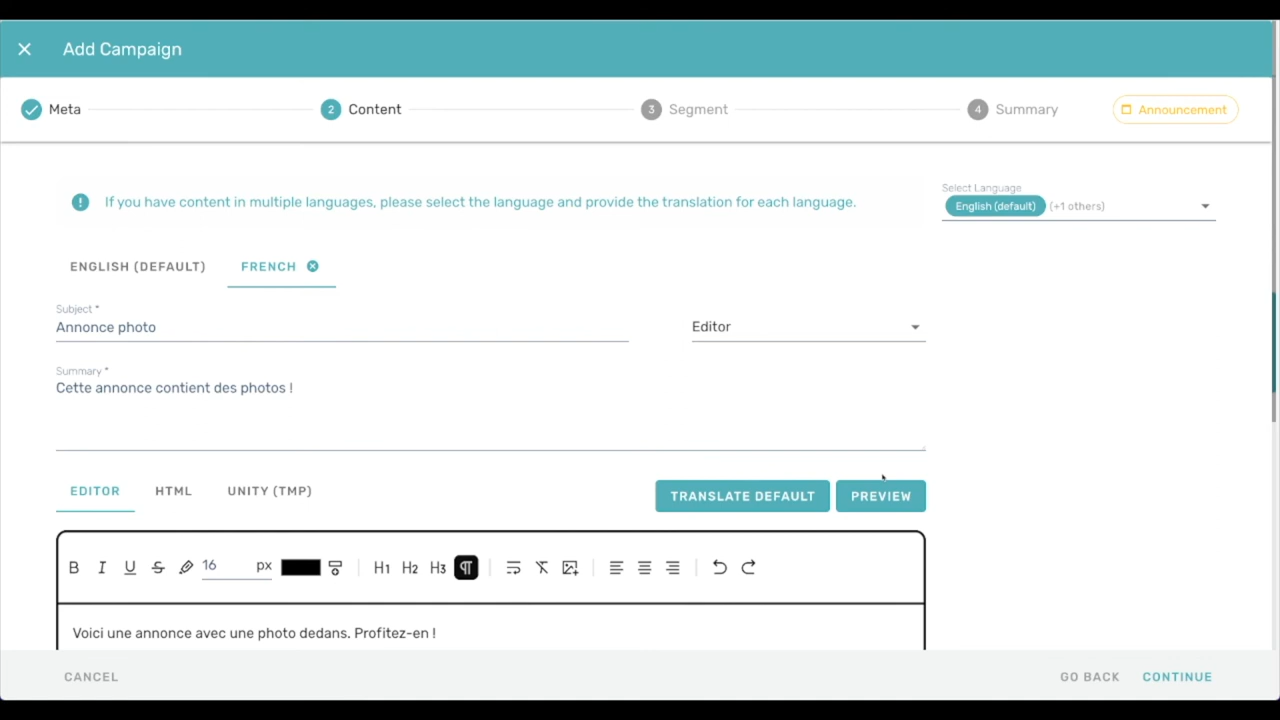 Add Campaign
Meta
2 Content
3 Segment
4 Summary
Announcement
If you have content in multiple languages, please select the language and provide the translation for each language.
Select Language
English (default) (+1 others)
ENGLISH (DEFAULT)
FRENCH
Subject *
Annonce photo
Editor
Summary *
Cette annonce contient des photos !
EDITOR
HTML
UNITY (TMP)
TRANSLATE DEFAULT
PREVIEW
B I U S 16 px H1 H2 H3
Voici une annonce avec une photo dedans. Profitez-en !
CANCEL
GO BACK
CONTINUE